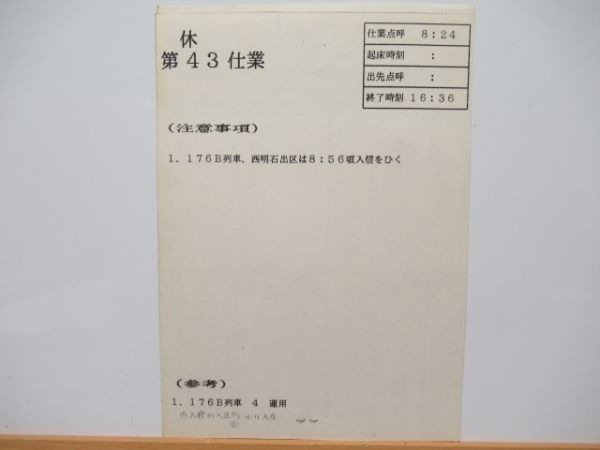 休
第４３仕業
仕業点呼 ８：２４
起床時刻 ：
出先点呼 ：
終了時刻 １６：３６
（注意事項）
１、１７６Ｂ列車、西明石出区は８：５６頃入信をひく
（参考）
１、１７６Ｂ列車 ４ 運用